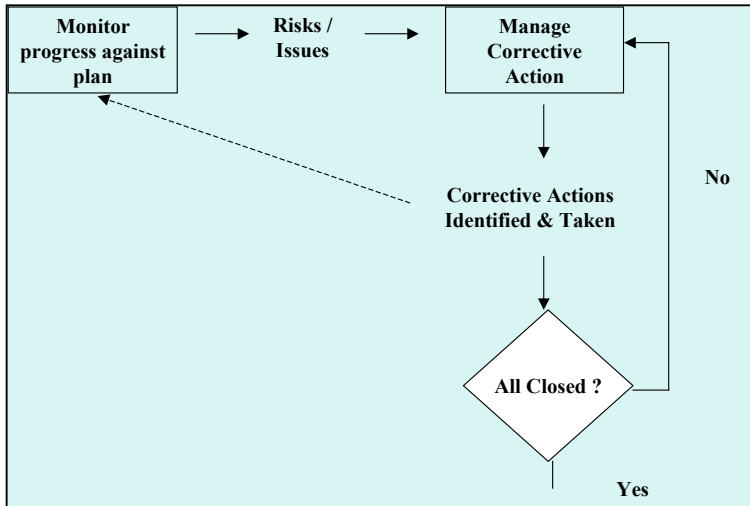 Monitor
progress against
plan
Risks /
Issues
Manage
Corrective
Action
No
Corrective Actions
Identified & Taken
All Closed ?
Yes